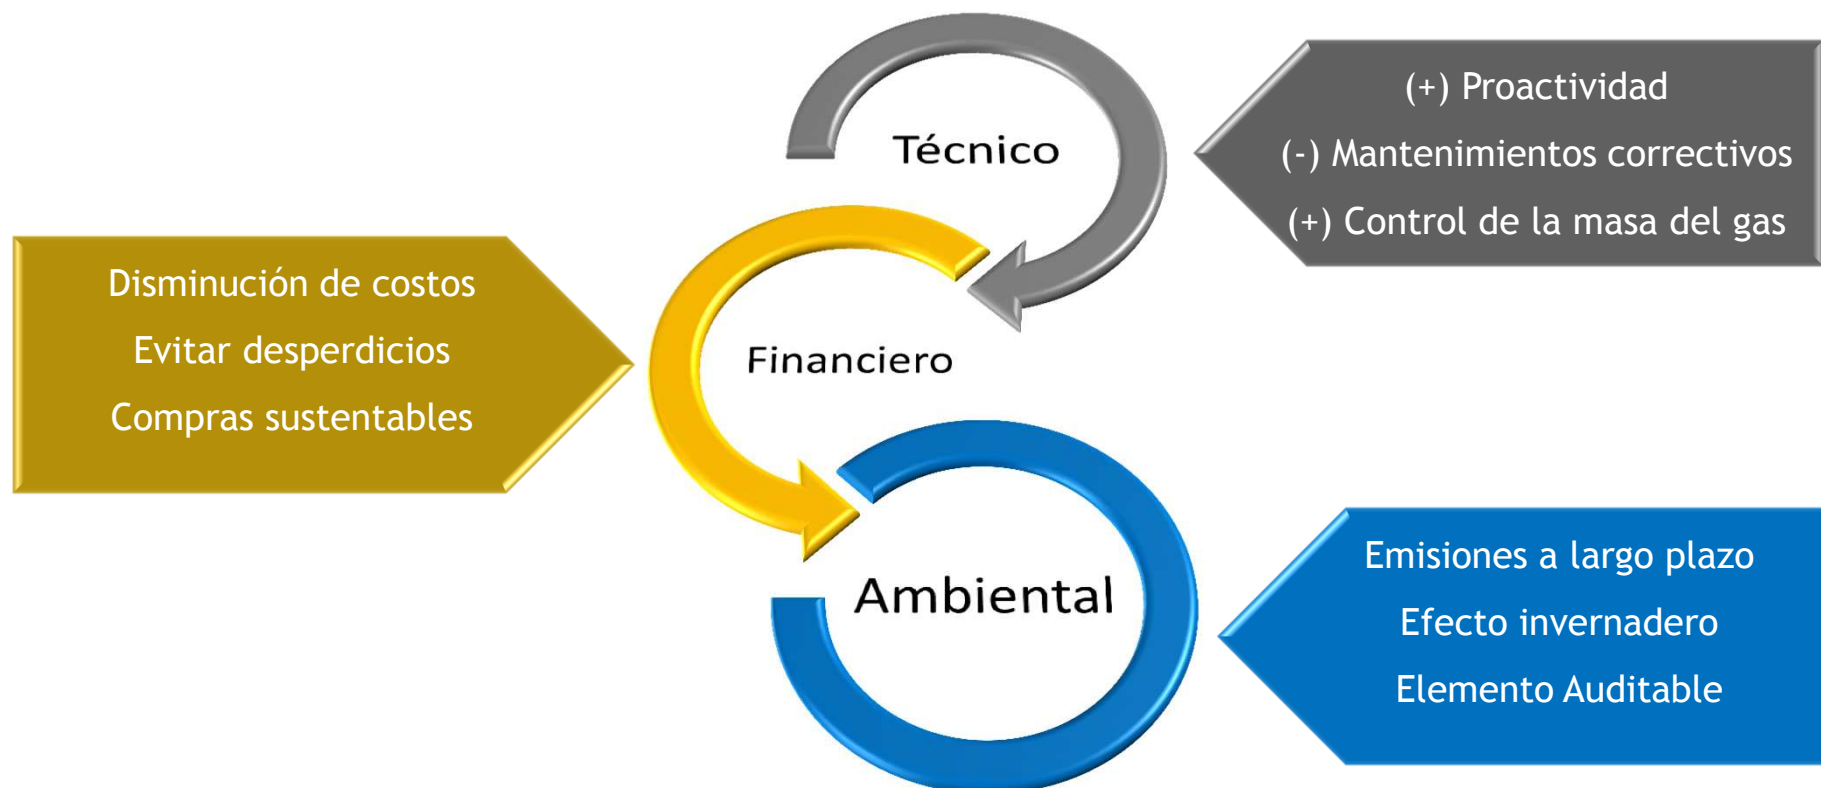 Técnico
(+) Proactividad
(-) Mantenimientos correctivos
(+) Control de la masa del gas
Financiero
Disminución de costos
Evitar desperdicios
Compras sustentables
Ambiental
Emisiones a largo plazo
Efecto invernadero
Elemento Auditable